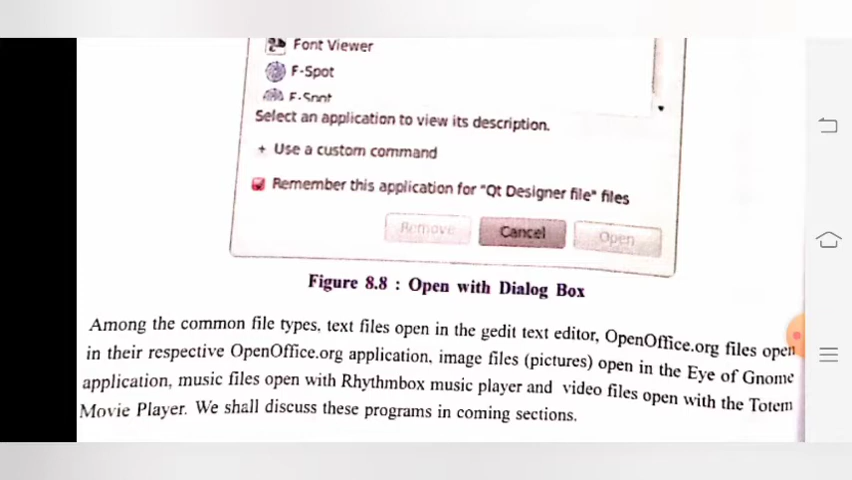 Font Viewer
F-Spot
F-Spot
Select an application to view its description.
+ Use a custom command
Remember this application for "Qt Designer file" files
Remove Cancel Open
Figure 8.8 : Open with Dialog Box
Among the common file types, text files open in the gedit text editor, OpenOffice.org files open
in their respective OpenOffice.org application, image files (pictures) open in the Eye of Gnome
application, music files open with Rhythmbox music player and video files open with the Totem
Movie Player. We shall discuss these programs in coming sections.